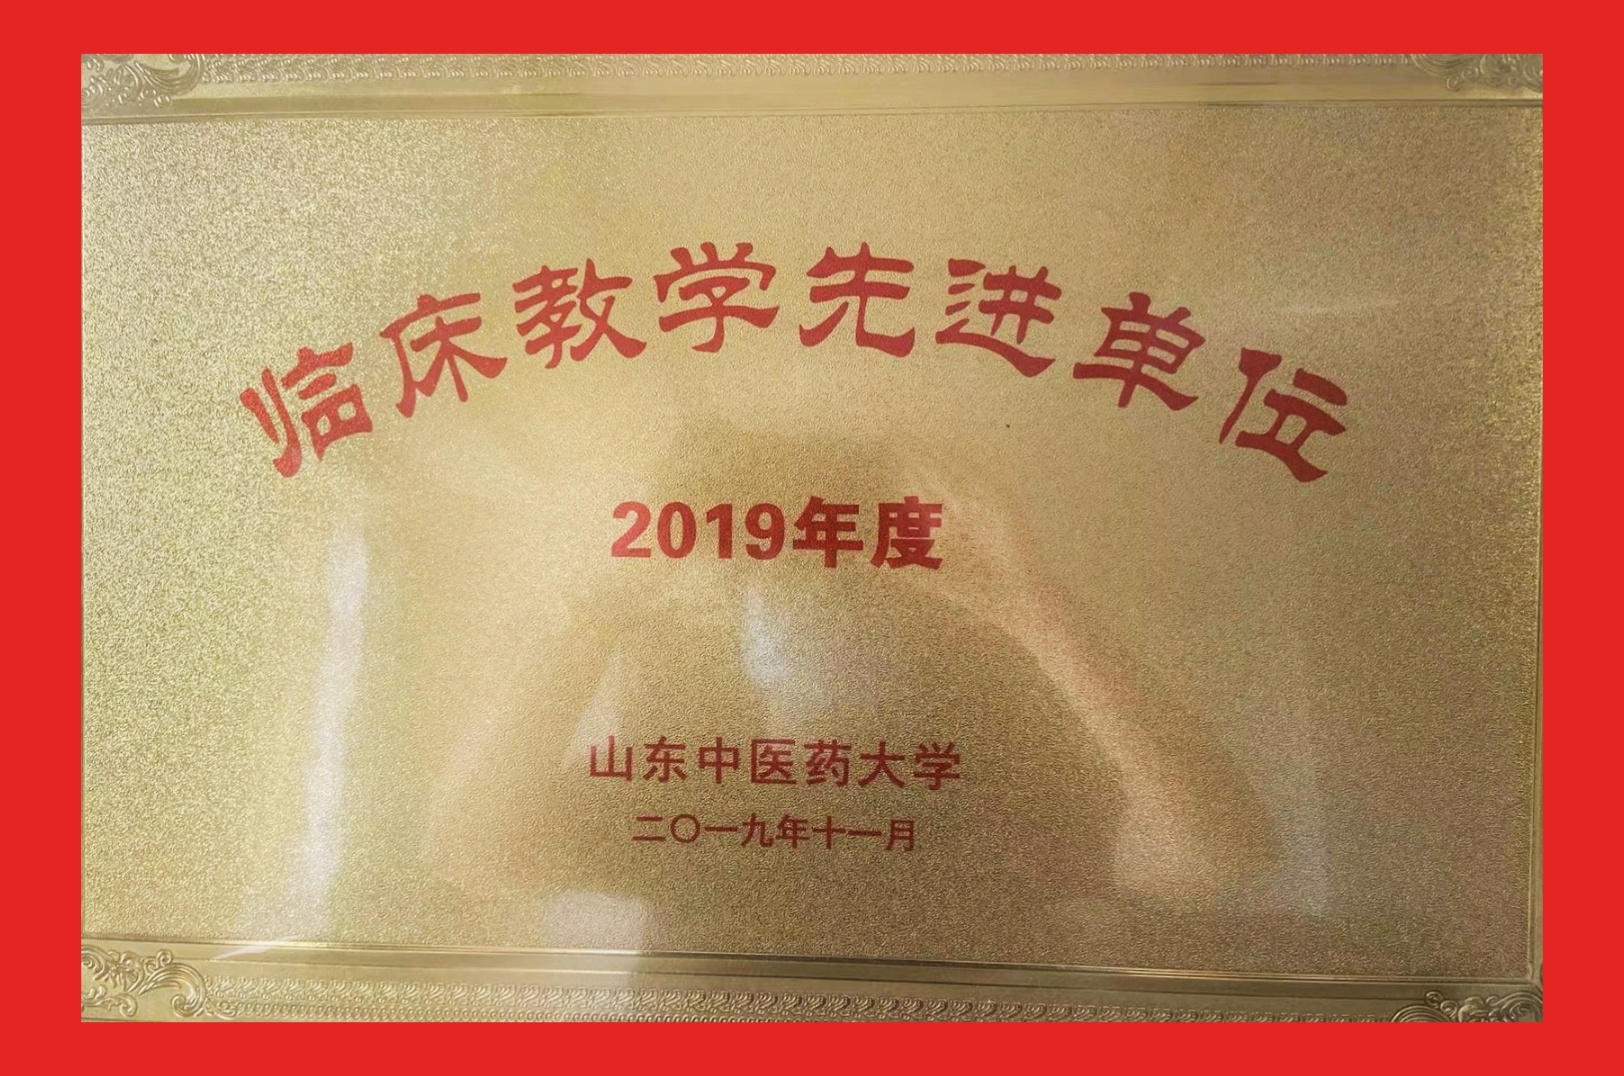 临床教学先进单位
2019年度
山东中医药大学
二〇一九年十一月